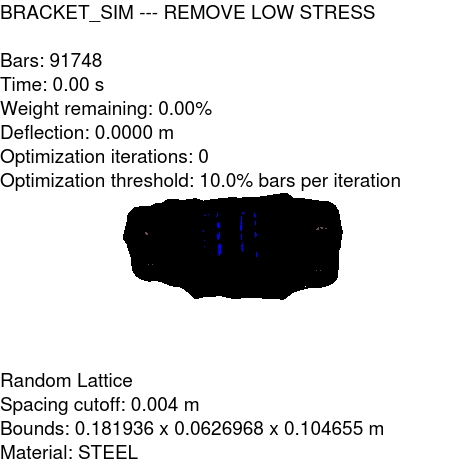 BRACKET_SIM --- REMOVE LOW STRESS
Bars: 91748
Time: 0.00 s
Weight remaining: 0.00%
Deflection: 0.0000 m
Optimization iterations: 0
Optimization threshold: 10.0% bars per iteration
Random Lattice
Spacing cutoff: 0.004 m
Bounds: 0.181936 x 0.0626968 x 0.104655 m
Material: STEEL